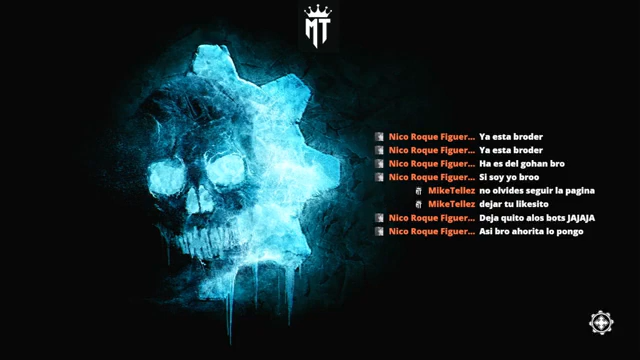 MT
Nico Roque Figuer... Ya esta broder
Nico Roque Figuer... Ya esta broder
Nico Roque Figuer... Ha es del gohan bro
Nico Roque Figuer... Si soy yo broo
MikeTellez no olvides seguir la pagina
MikeTellez dejar tu likesito
Nico Roque Figuer... Deja quito alos bots JAJAJA
Nico Roque Figuer... Asi bro ahorita lo pongo